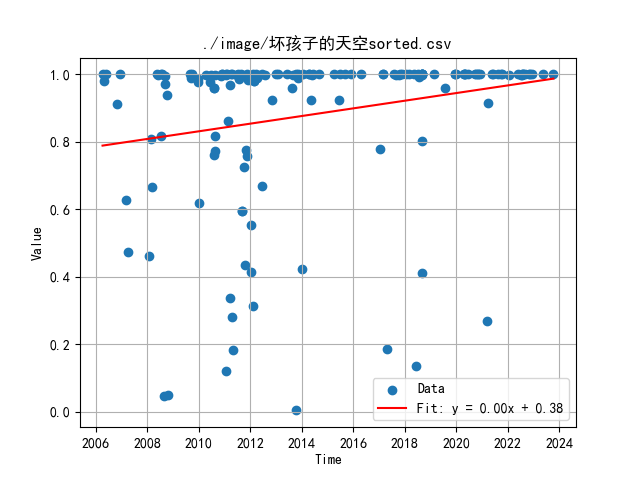 ./image/坏孩子的天空sorted.csv
1.0
0.8
0.6
0.4
0.2
0.0
Value
Data
Fit: y = 0.00x + 0.38
2006 2008 2010 2012 2014 2016 2018 2020 2022 2024
Time